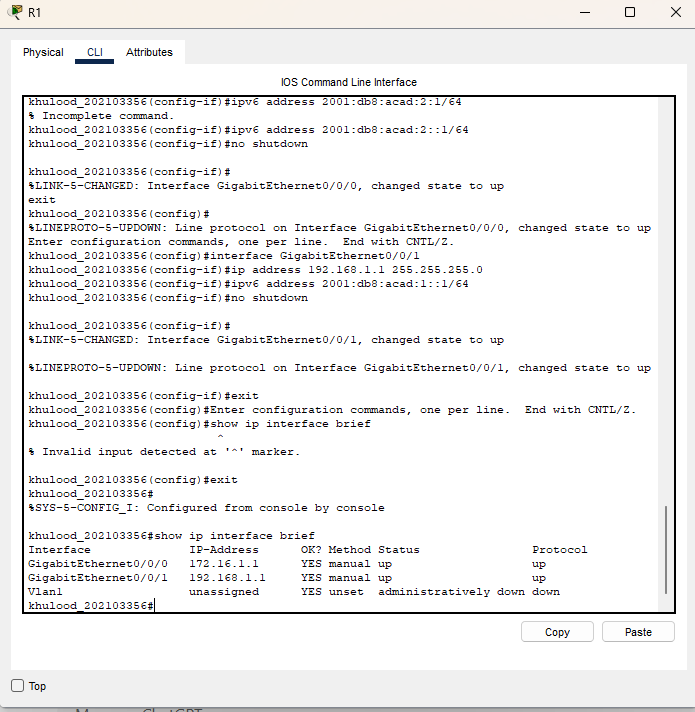 R1
Physical CLI Attributes
IOS Command Line Interface
khulood_202103356(config-if)#ipv6 address 2001:db8:acad:2:1/64
% Incomplete command.
khulood_202103356(config-if)#ipv6 address 2001:db8:acad:2::1/64
khulood_202103356(config-if)#no shutdown
khulood_202103356(config-if)#
%LINK-5-CHANGED: Interface GigabitEthernet0/0/0, changed state to up
exit
khulood_202103356(config)#
%LINEPROTO-5-UPDOWN: Line protocol on Interface GigabitEthernet0/0/0, changed state to up
Enter configuration commands, one per line. End with CNTL/Z.
khulood_202103356(config)#interface GigabitEthernet0/0/1
khulood_202103356(config-if)#ip address 192.168.1.1 255.255.255.0
khulood_202103356(config-if)#ipv6 address 2001:db8:acad:1::1/64
khulood_202103356(config-if)#no shutdown
khulood_202103356(config-if)#
%LINK-5-CHANGED: Interface GigabitEthernet0/0/1, changed state to up
%LINEPROTO-5-UPDOWN: Line protocol on Interface GigabitEthernet0/0/1, changed state to up
khulood_202103356(config-if)#exit
khulood_202103356(config)#Enter configuration commands, one per line. End with CNTL/Z.
khulood_202103356(config)#show ip interface brief
^
% Invalid input detected at '^' marker.
khulood_202103356(config)#exit
khulood_202103356#
%SYS-5-CONFIG_I: Configured from console by console
khulood_202103356#show ip interface brief
Interface IP-Address OK? Method Status Protocol
GigabitEthernet0/0/0 172.16.1.1 YES manual up up
GigabitEthernet0/0/1 192.168.1.1 YES manual up up
Vlan1 unassigned YES unset administratively down down
khulood_202103356#
Copy Paste
Top